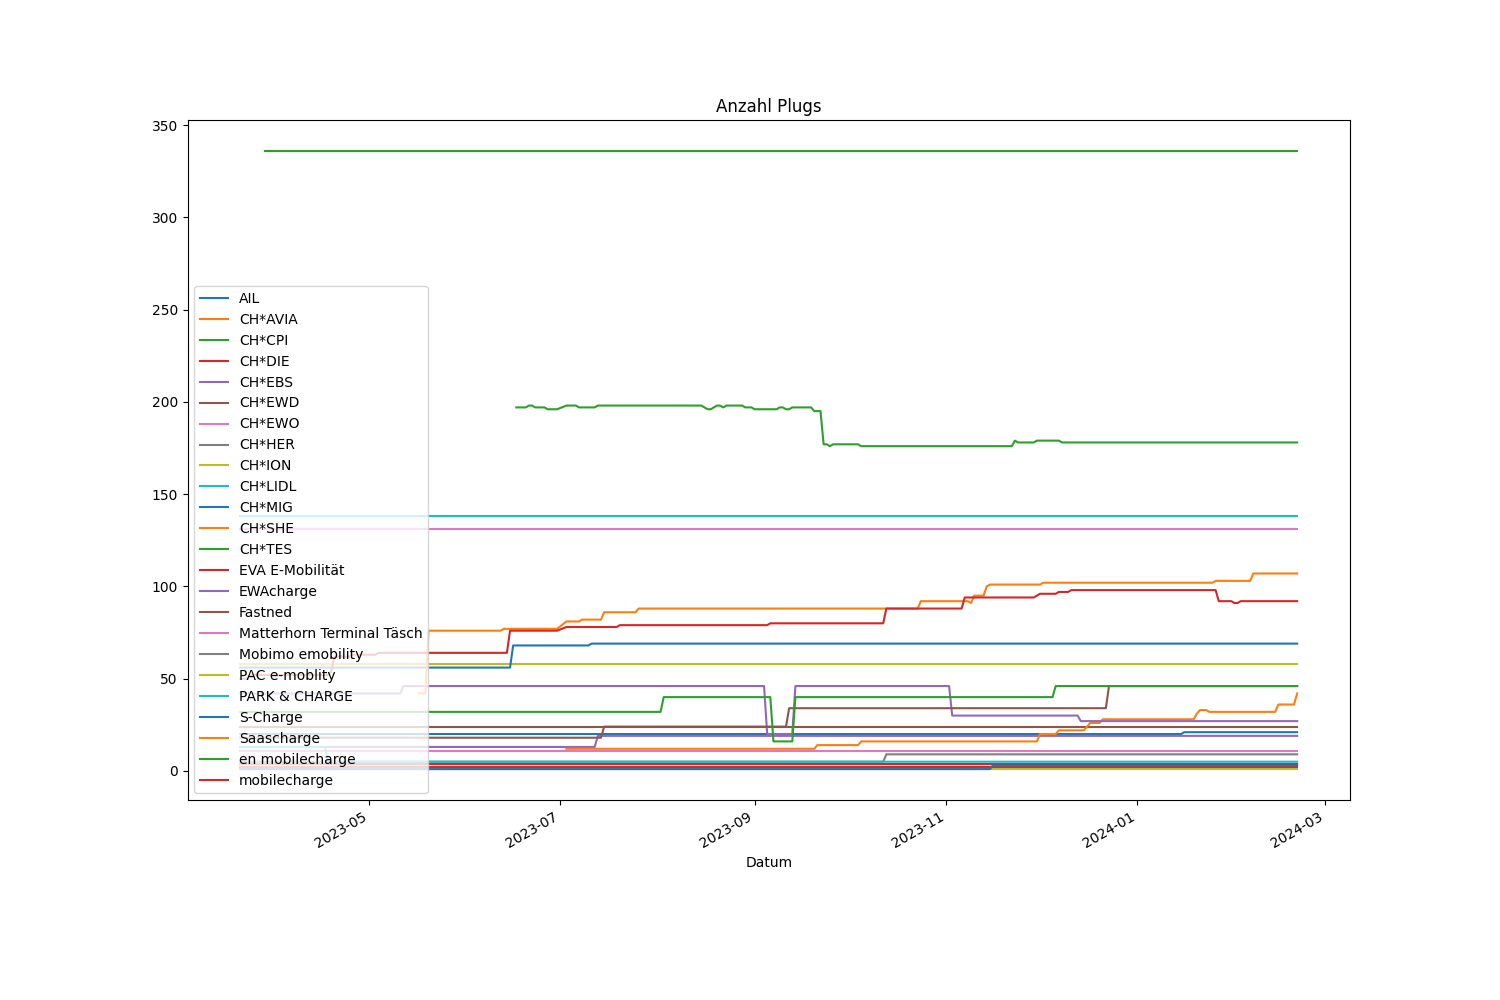 Anzahl Plugs
350
300
250
200
150
100
50
0
AIL
CH*AVIA
CH*CPI
CH*DIE
CH*EBS
CH*EWD
CH*EWO
CH*HER
CH*ION
CH*LIDL
CH*MIG
CH*SHE
CH*TES
EVA E-Mobilität
EWAcharge
Fastned
Matterhorn Terminal Täsch
Mobimo emobility
PAC e-moblity
PARK & CHARGE
S-Charge
Saascharge
en mobilecharge
mobilecharge
2023-05
2023-07
2023-09
2023-11
2024-01
2024-03
Datum